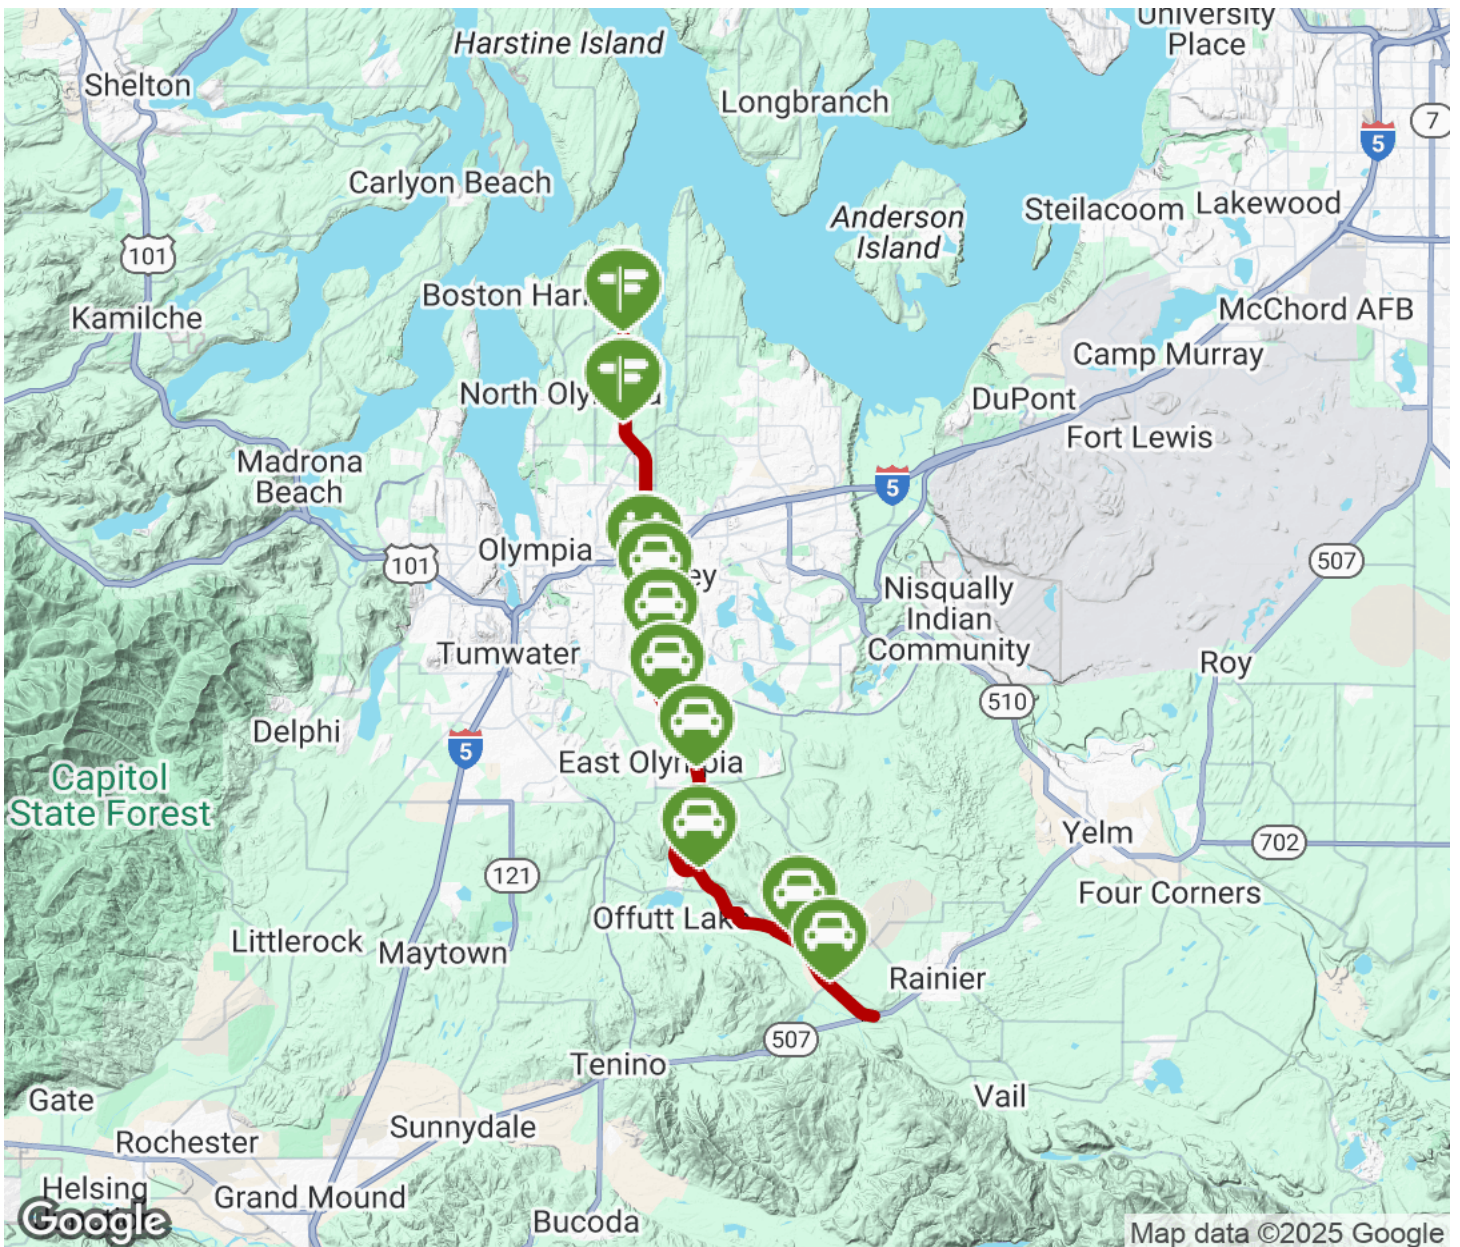 University
Place
Harstine Island
Shelton
Longbranch
7
5
Carlyon Beach
Steilacoom
Lakewood
Anderson
Island
101
Boston Har
McChord AFB
Kamilche
Camp Murray
North Oly
a
DuPont
Fort Lewis
Madrona
Beach
5
Olympia
101
ey
507
Nisqually
Indian
Community
Tumwater
Roy
510
Delphi
5
East Olympia
Capitol
State Forest
Yelm
702
121
Four Corners
Offutt Lake
Littlerock
Maytown
Rainier
507
Tenino
Vail
Gate
Sunnydale
Rochester
Helsing
Grand Mound
Google
Bucoda
Map data ©2025 Google